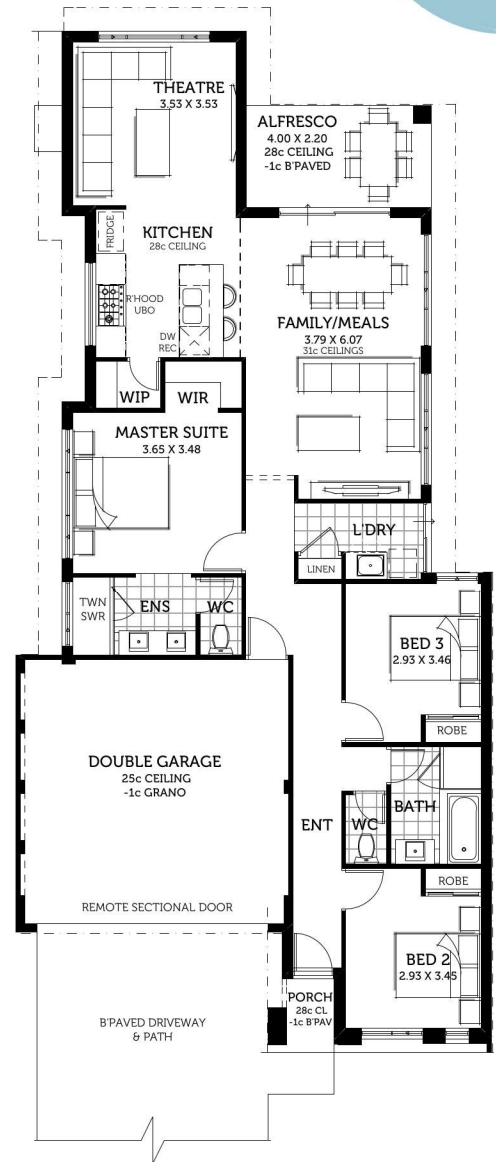 THEATRE
3.53 X 3.53
ALFRESCO
4.00 X 2.20
28c CEILING
-1c B'PAVED
FRIDGE
KITCHEN
28c CEILING
R'HOOD
UBO
DW
REC
FAMILY/MEALS
3.79 X 6.07
31c CEILINGS
WIP
WIR
MASTER SUITE
3.65 X 3.48
L'DRY
LINEN
TWN
SWR
ENS
WC
BED 3
2.93 X 3.46
ROBE
DOUBLE GARAGE
25c CEILING
-1c GRANO
REMOTE SECTIONAL DOOR
ENT
WC
BATH
ROBE
BED 2
2.93 X 3.45
PORCH
28c CL
-1c B'PAV
B'PAVED DRIVEWAY
& PATH